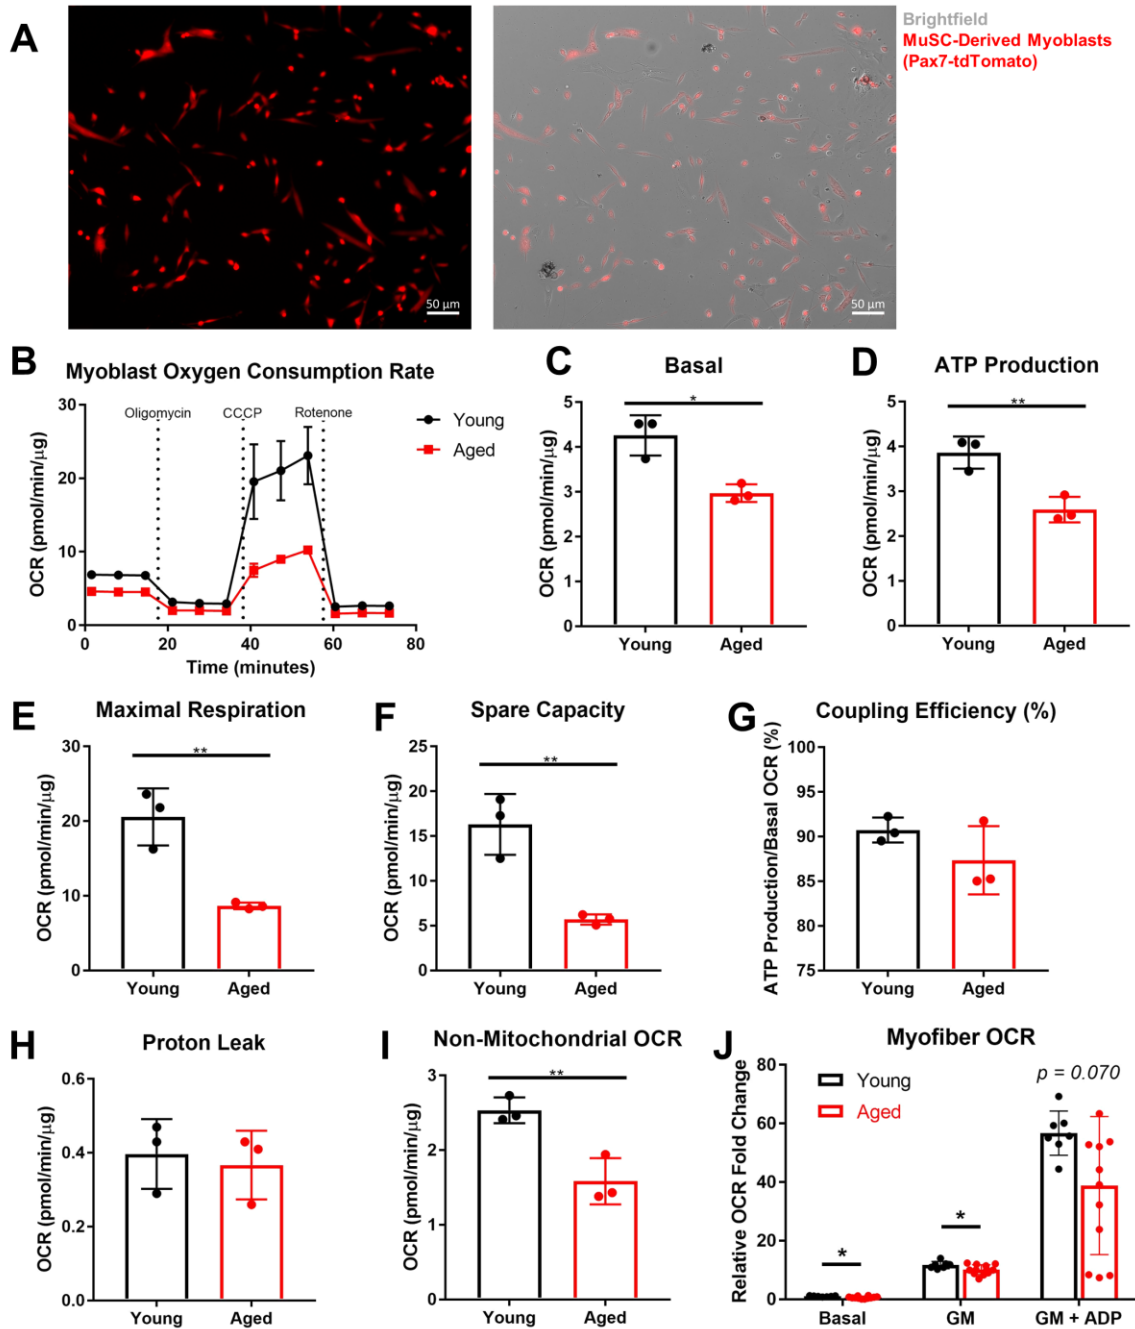 A
Brightfield
MuSC-Derived Myoblasts
(Pax7-tdTomato)
50 µm
50 µm
B
Myoblast Oxygen Consumption Rate
Oligomycin
CCCP
Rotenone
Young
Aged
OCR (pmol/min/µg)
30
20
10
0
0
20
40
60
80
Time (minutes)
C
Basal
*
OCR (pmol/min/µg)
5
4
3
2
1
0
Young
Aged
D
ATP Production
**
OCR (pmol/min/µg)
5
4
3
2
1
0
Young
Aged
E
Maximal Respiration
**
OCR (pmol/min/µg)
30
20
10
0
Young
Aged
F
Spare Capacity
**
OCR (pmol/min/µg)
25
20
15
10
5
0
Young
Aged
G
Coupling Efficiency (%)
ATP Production/Basal OCR (%)
100
95
90
85
80
75
Young
Aged
H
Proton Leak
OCR (pmol/min/µg)
0.6
0.4
0.2
0.0
Young
Aged
I
Non-Mitochondrial OCR
**
OCR (pmol/min/µg)
3
2
1
0
Young
Aged
J
Myofiber OCR
Young
Aged
p = 0.070
*
*
Relative OCR Fold Change
80
60
40
20
0
Basal
GM
GM + ADP